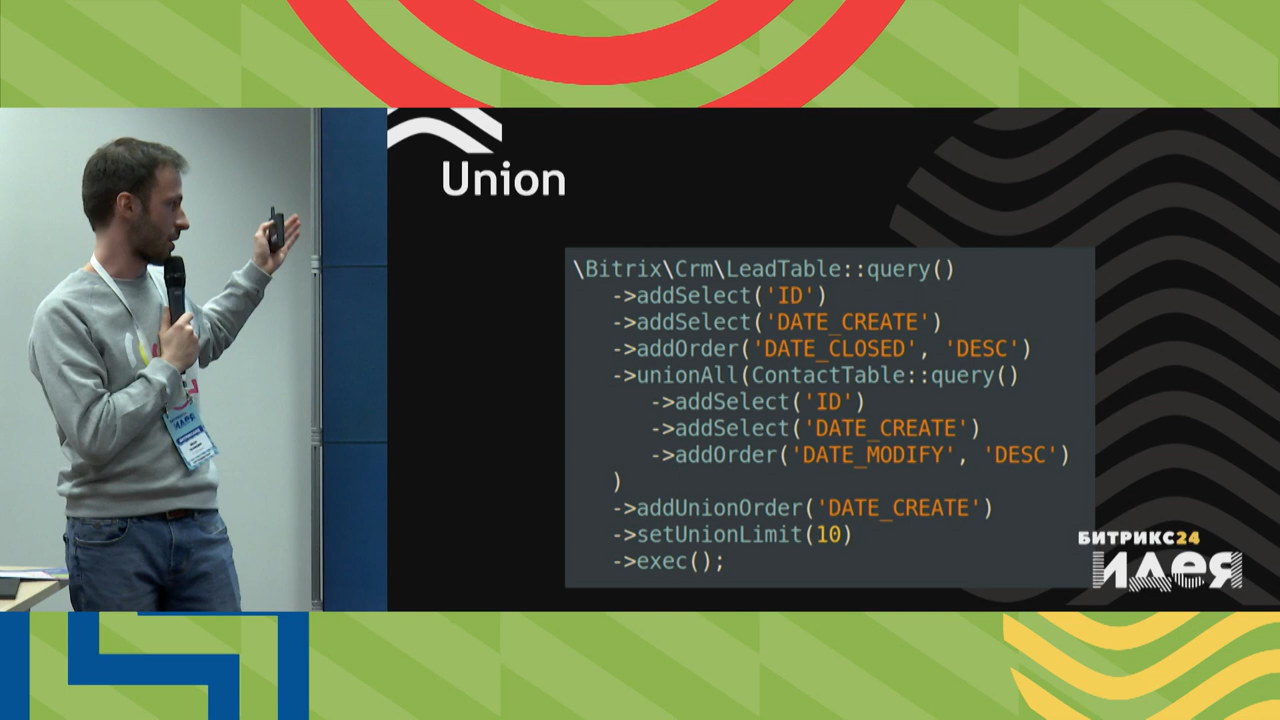 Union
\Bitrix\Crm\LeadTable::query()
->addSelect('ID')
->addSelect('DATE_CREATE')
->addOrder('DATE_CLOSED', 'DESC')
->unionAll(ContactTable::query()
->addSelect('ID')
->addSelect('DATE_CREATE')
->addOrder('DATE_MODIFY', 'DESC')
)
->addUnionOrder('DATE_CREATE')
->setUnionLimit(10)
->exec();
БИТРИКС24
идея
ИДЕЯ